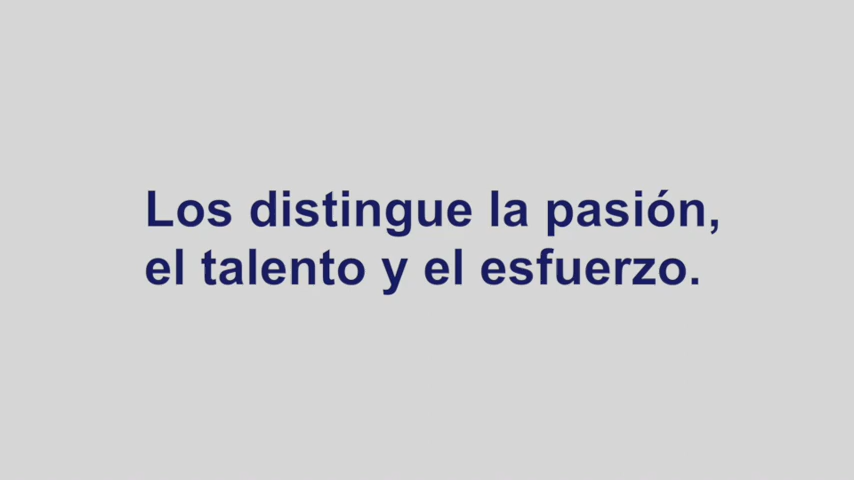 Los distingue la pasión,
el talento y el esfuerzo.